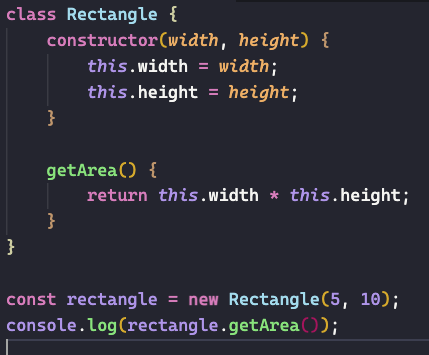 class Rectangle {
    constructor(width, height) {
        this.width = width;
        this.height = height;
    }

    getArea() {
        return this.width * this.height;
    }
}

const rectangle = new Rectangle(5, 10);
console.log(rectangle.getArea());